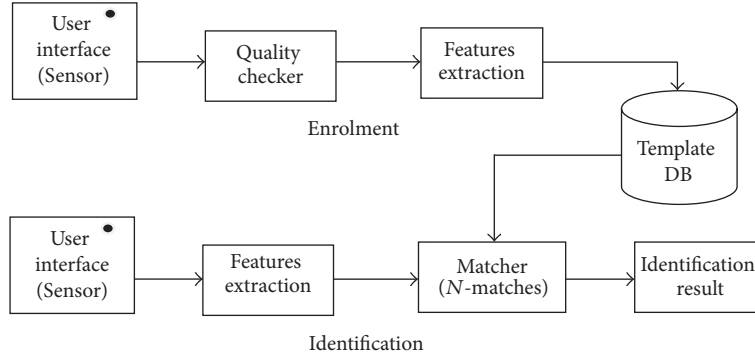 User
interface
(Sensor)
Quality
checker
Features
extraction
Enrolment
Template
DB
User
interface
(Sensor)
Features
extraction
Matcher
(N-matches)
Identification
result
Identification